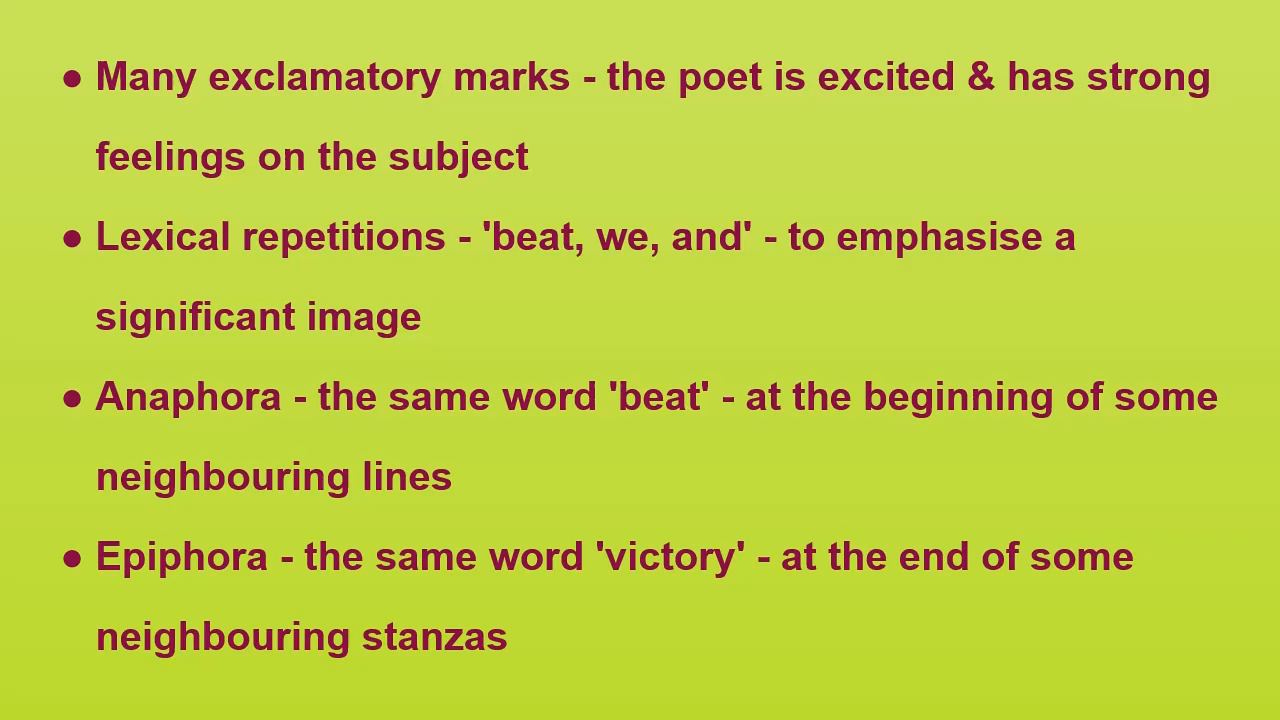 ● Many exclamatory marks - the poet is excited & has strong
feelings on the subject
● Lexical repetitions - 'beat, we, and' - to emphasise a
significant image
● Anaphora - the same word 'beat' - at the beginning of some
neighbouring lines
● Epiphora - the same word 'victory' - at the end of some
neighbouring stanzas